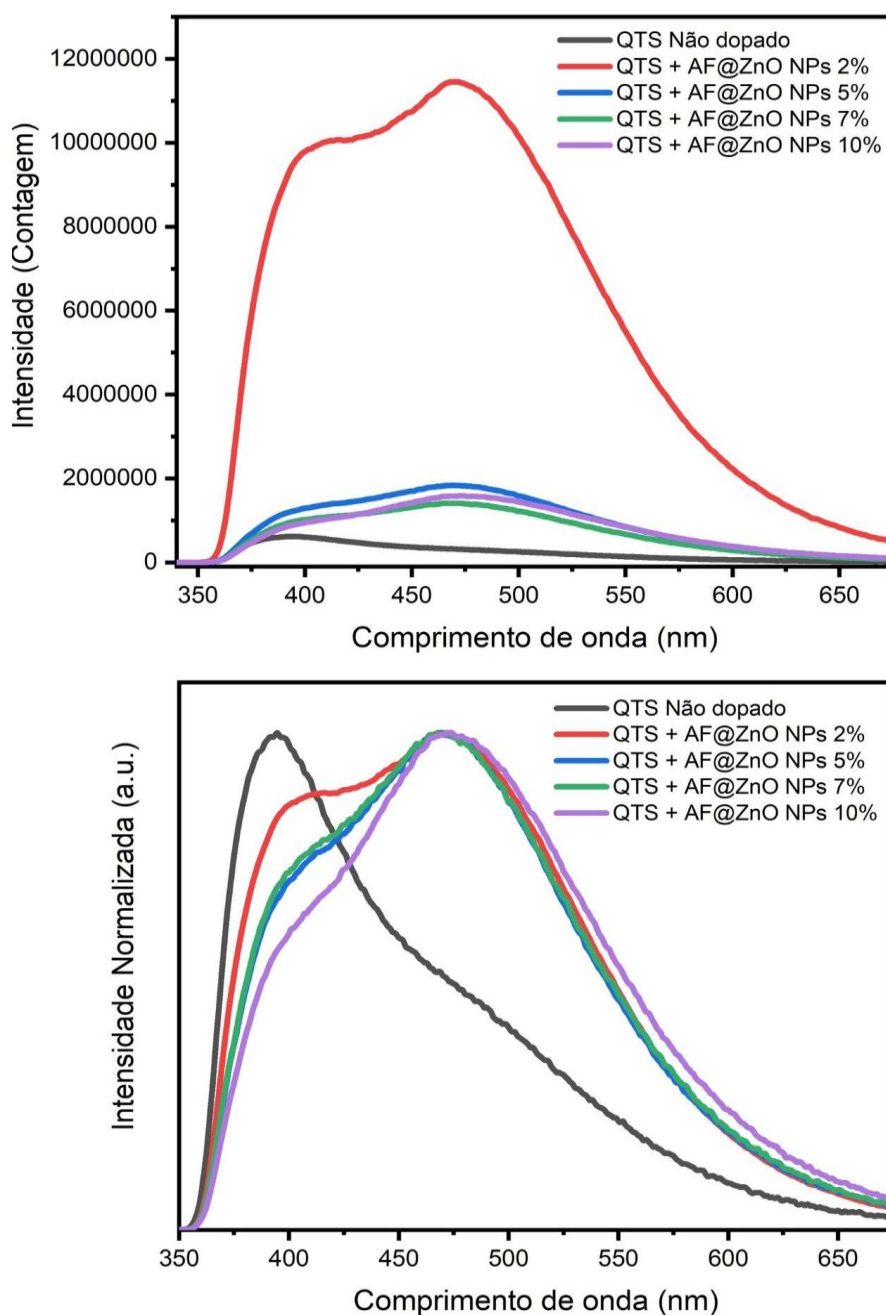 QTS Não dopado
QTS + AF@ZnO NPs 2%
QTS + AF@ZnO NPs 5%
QTS + AF@ZnO NPs 7%
QTS + AF@ZnO NPs 10%
Intensidade (Contagem)
12000000
10000000
8000000
6000000
4000000
2000000
0
350 400 450 500 550 600 650
Comprimento de onda (nm)
QTS Não dopado
QTS + AF@ZnO NPs 2%
QTS + AF@ZnO NPs 5%
QTS + AF@ZnO NPs 7%
QTS + AF@ZnO NPs 10%
Intensidade Normalizada (a.u.)
350 400 450 500 550 600 650
Comprimento de onda (nm)